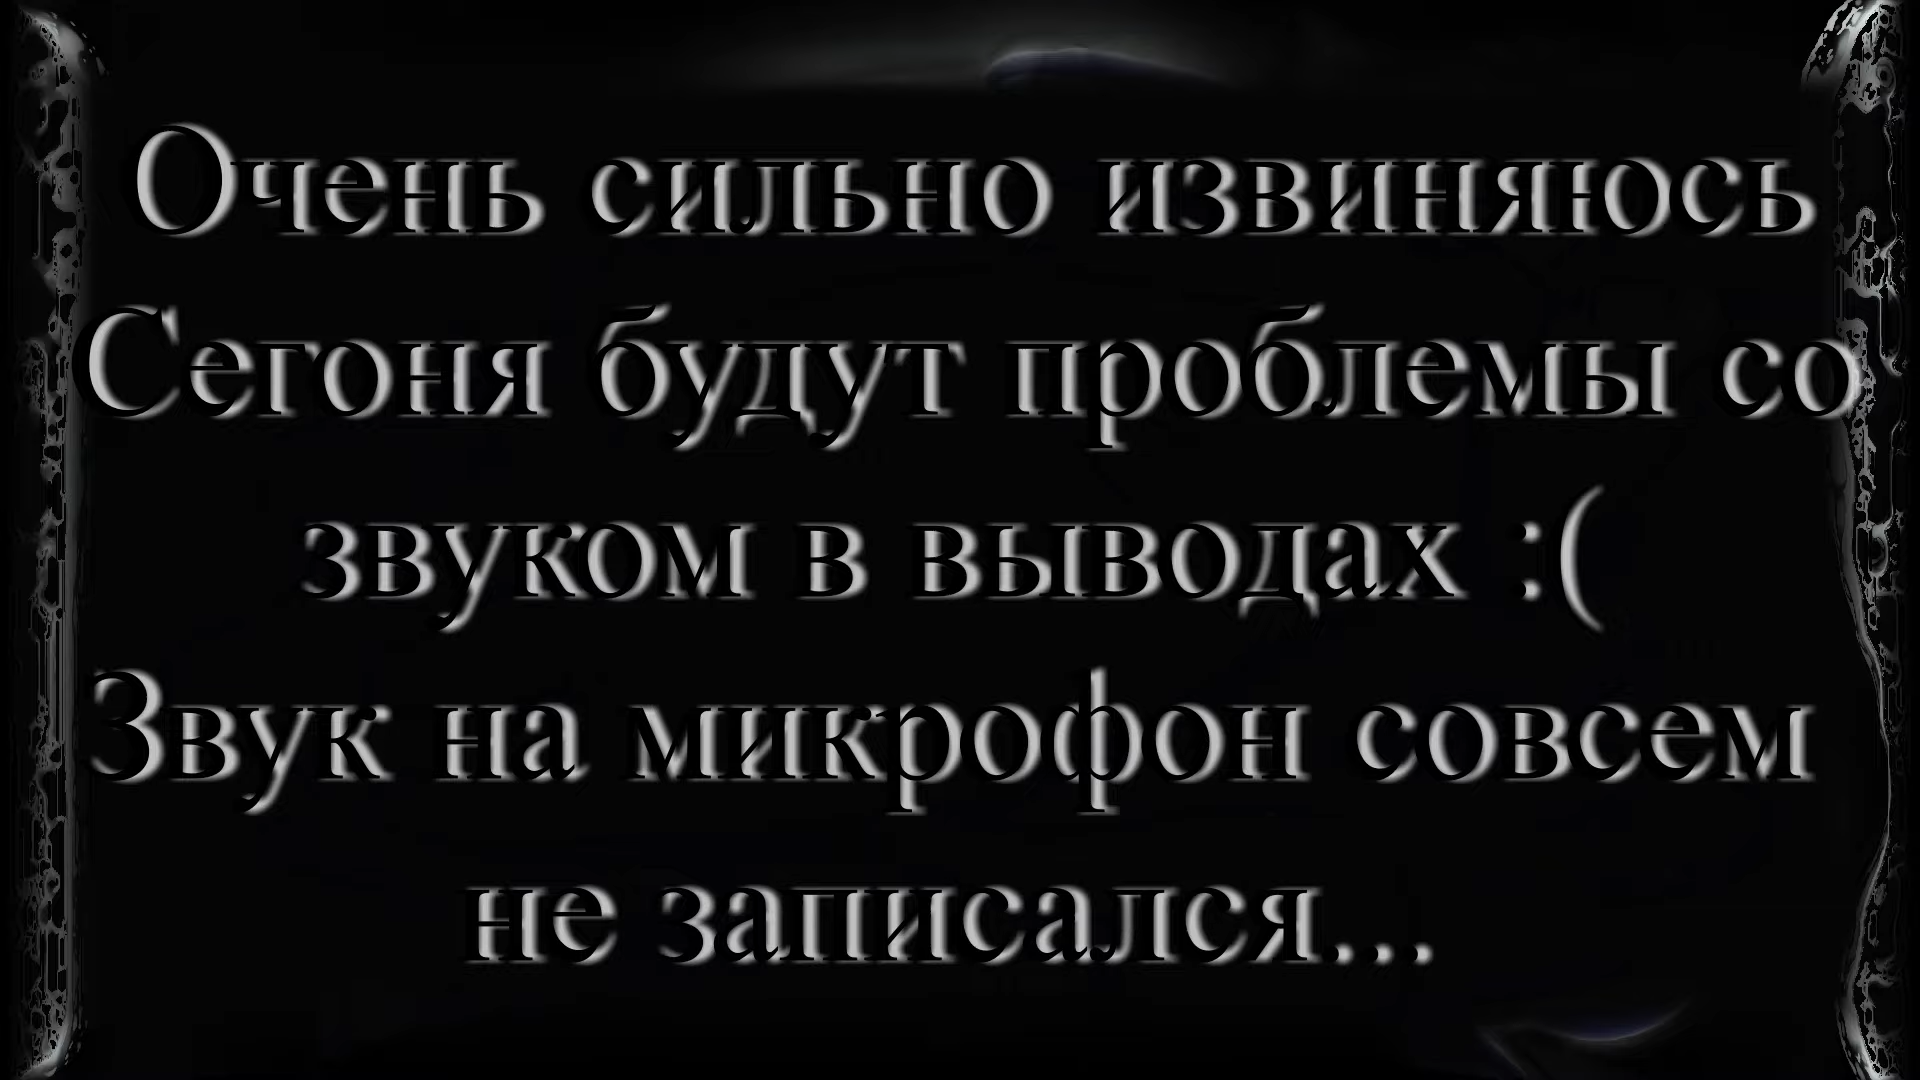 Очень сильно извиняюсь
Сегоня будут проблемы со
звуком в выводах :(
Звук на микрофон совсем
не записался...